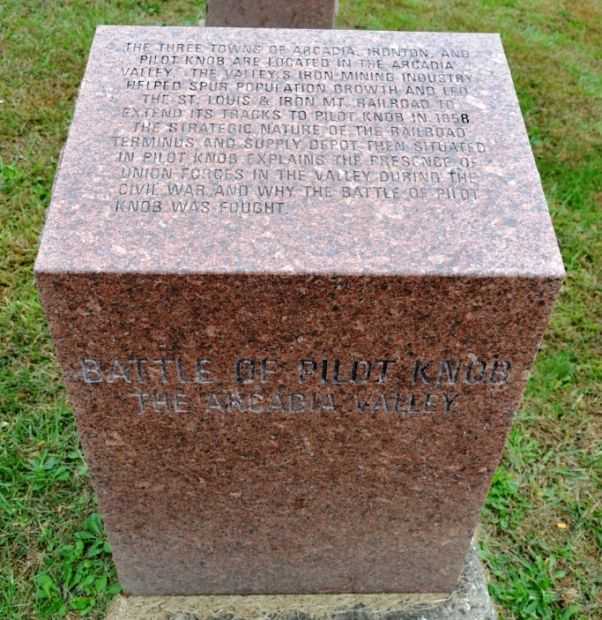 THE THREE TOWNS OF ARCADIA, IRONTON, AND
PILOT KNOB ARE LOCATED IN THE ARCADIA
VALLEY. THE VALLEY,S IRON-MINING INDUSTRY
HELPED SPUR POPULATION GROWTH AND LED
THE ST. LOUIS & IRON MT. RAILROAD TO
EXTEND ITS TRACKS TO PILOT KNOB IN 1858.
THE STRATEGIC NATURE OF THE RAILROAD
TERMINUS AND SUPPLY DEPOT THEN SITUATED
IN PILOT KNOB EXPLAINS THE PRESENCE OF
UNION FORCES IN THE VALLEY DURING THE
CIVIL WAR AND WHY THE BATTLE OF PILOT
KNOB WAS FOUGHT.
BATTLE OF PILOT KNOB
THE ARCADIA VALLEY